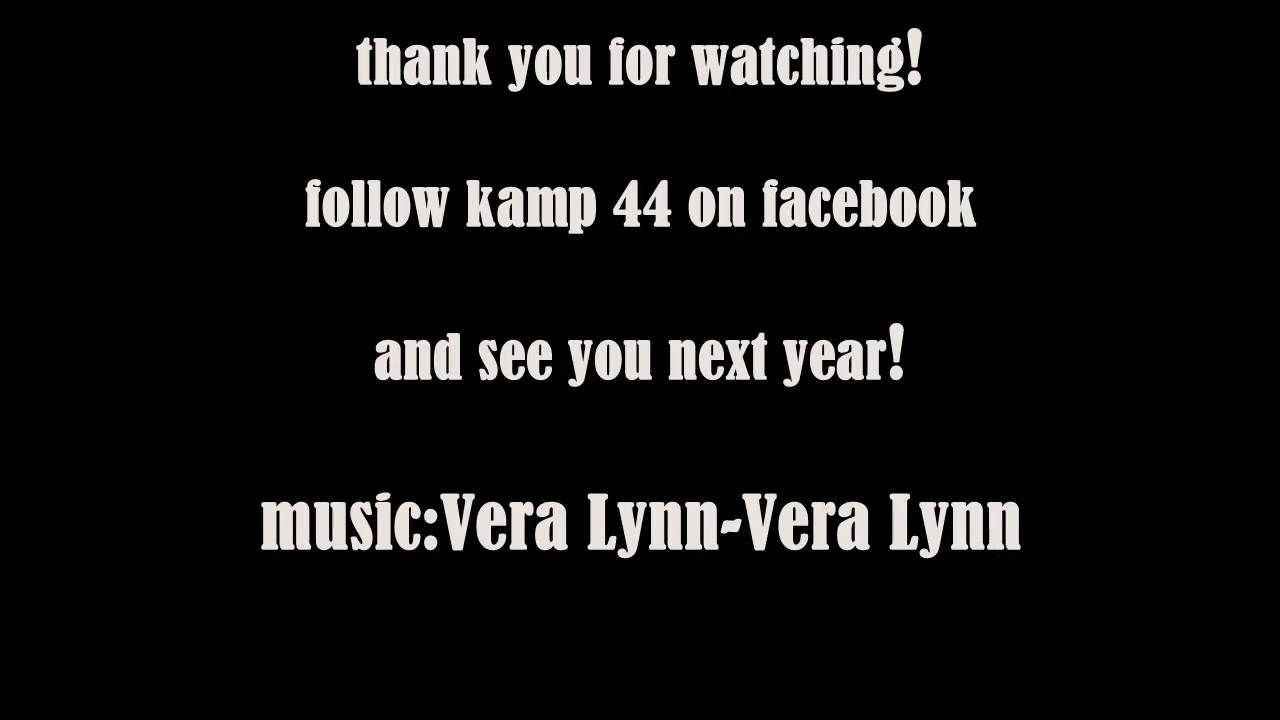 thank you for watching!
follow kamp 44 on facebook
and see you next year!
music:Vera Lynn-Vera Lynn